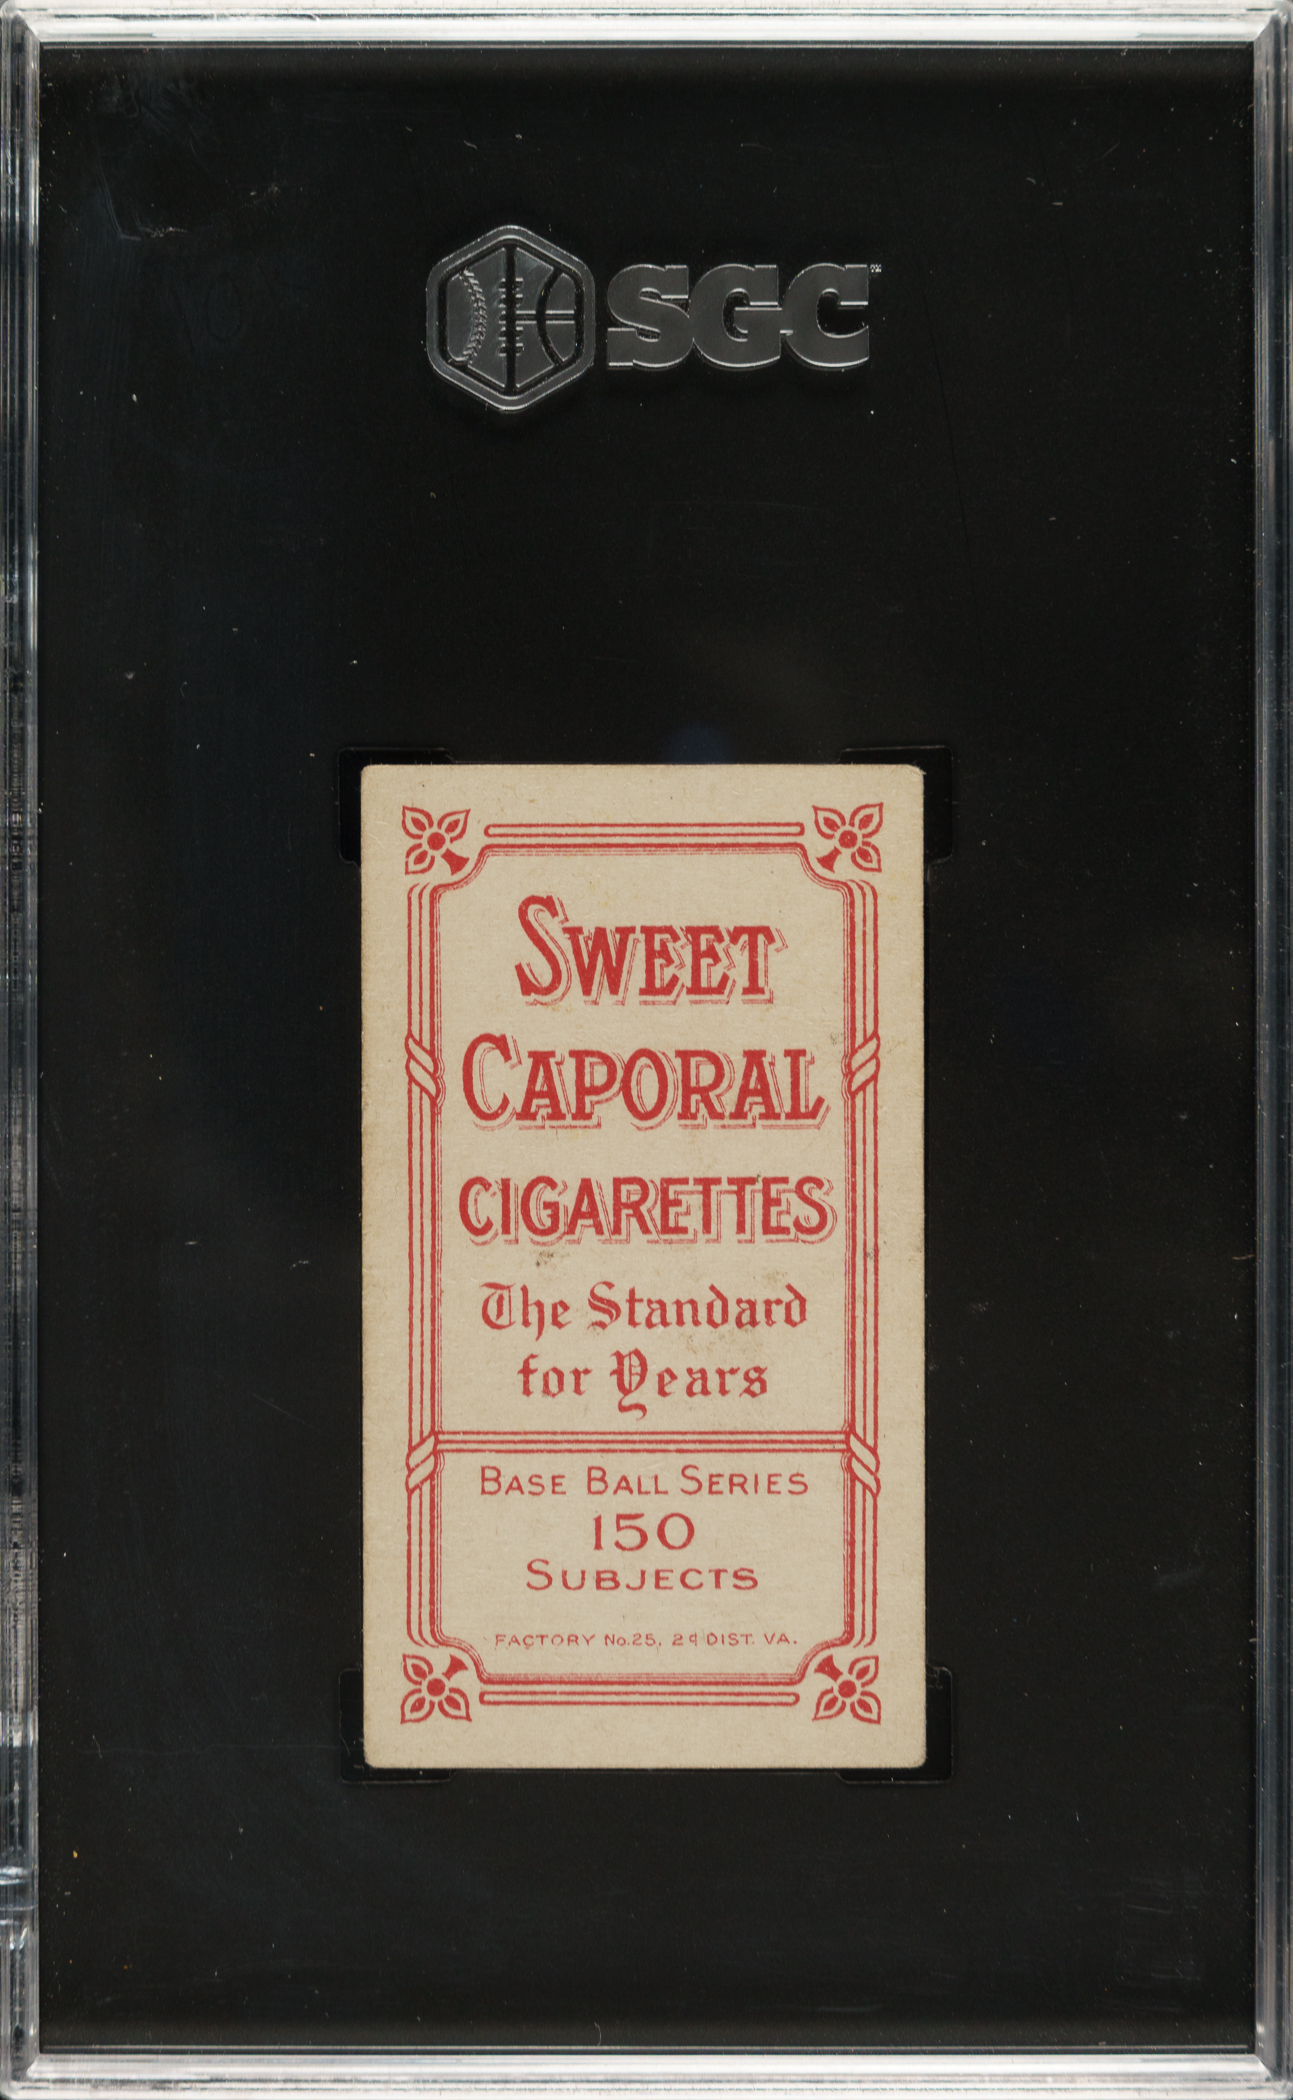 SGC
SWEET
CAPORAL
CIGARETTES
The Standard
for Years
BASE BALL SERIES
150
SUBJECTS
FACTORY No.25, 2d DIST. VA.